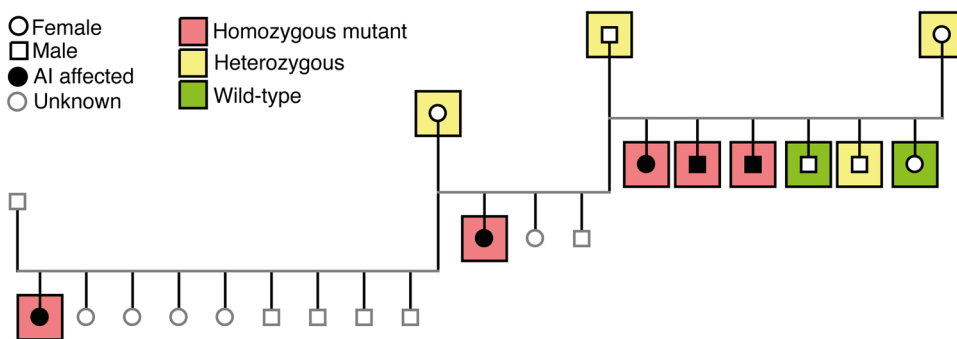 Female
Male
AI affected
Unknown
Homozygous mutant
Heterozygous
Wild-type